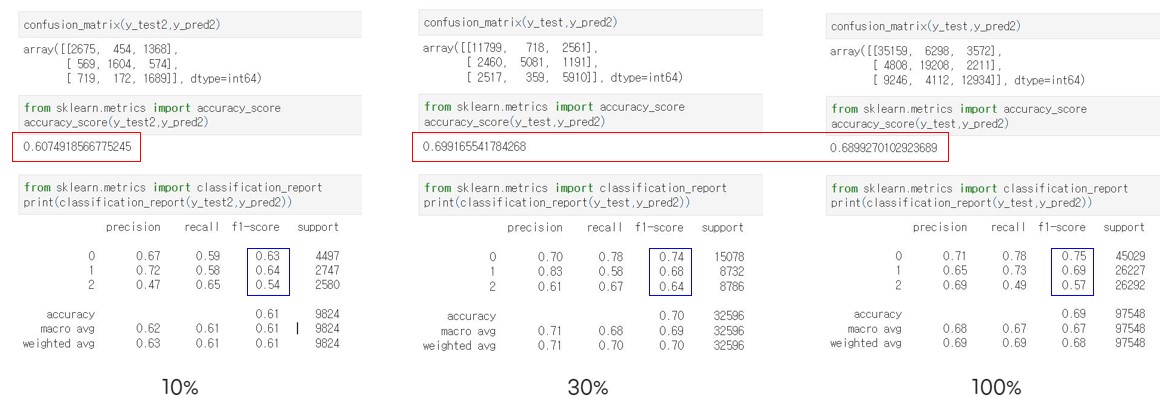 confusion_matrix(y_test2,y_pred2)
array([[2675,  454, 1368],
       [ 569, 1604,  574],
       [ 719,  172, 1689]], dtype=int64)
from sklearn.metrics import accuracy_score
accuracy_score(y_test2,y_pred2)
0.6074918566775245
from sklearn.metrics import classification_report
print(classification_report(y_test2,y_pred2))
precision recall f1-score support
0 0.67 0.59 0.63 4497
1 0.72 0.58 0.64 2747
2 0.47 0.65 0.54 2580
accuracy 0.61 9824
macro avg 0.62 0.61 0.61 9824
weighted avg 0.63 0.61 0.61 9824
10%
confusion_matrix(y_test,y_pred2)
array([[11799,   718,  2561],
       [ 2460,  5081,  1191],
       [ 2517,   359,  5910]], dtype=int64)
from sklearn.metrics import accuracy_score
accuracy_score(y_test,y_pred2)
0.699165541784268
from sklearn.metrics import classification_report
print(classification_report(y_test,y_pred2))
precision recall f1-score support
0 0.70 0.78 0.74 15078
1 0.83 0.58 0.68 8732
2 0.61 0.67 0.64 8786
accuracy 0.70 32596
macro avg 0.71 0.68 0.69 32596
weighted avg 0.71 0.70 0.70 32596
30%
confusion_matrix(y_test,y_pred2)
array([[35159,  6298,  3572],
       [ 4808, 19208,  2211],
       [ 9246,  4112, 12934]], dtype=int64)
from sklearn.metrics import accuracy_score
accuracy_score(y_test,y_pred2)
0.6899270102923689
from sklearn.metrics import classification_report
print(classification_report(y_test,y_pred2))
precision recall f1-score support
0 0.71 0.78 0.75 45029
1 0.65 0.73 0.69 26227
2 0.69 0.49 0.57 26292
accuracy 0.69 97548
macro avg 0.68 0.67 0.67 97548
weighted avg 0.69 0.69 0.68 97548
100%